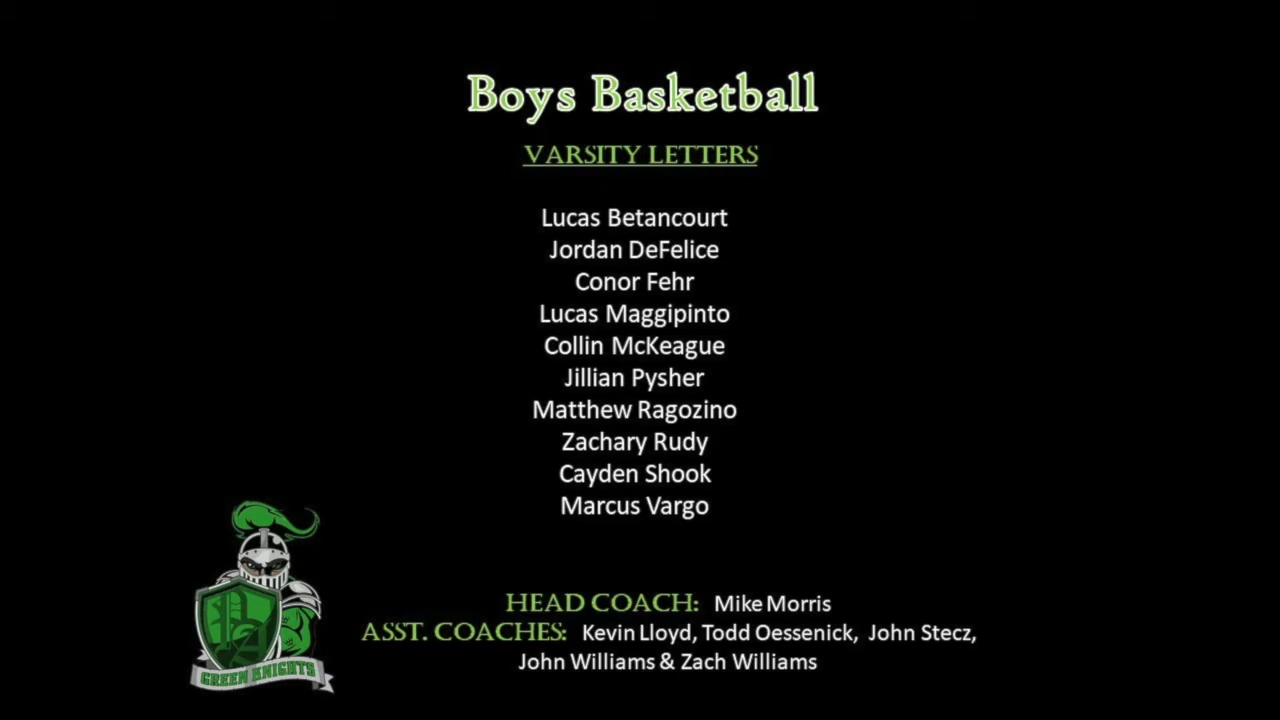 Boys Basketball
VARSITY LETTERS
Lucas Betancourt
Jordan DeFelice
Conor Fehr
Lucas Maggipinto
Collin McKeague
Jillian Pysher
Matthew Ragozino
Zachary Rudy
Cayden Shook
Marcus Vargo
HEAD COACH: Mike Morris
ASST. COACHES: Kevin Lloyd, Todd Oessenick, John Stecz,
John Williams & Zach Williams
PA
GREEN KNIGHTS